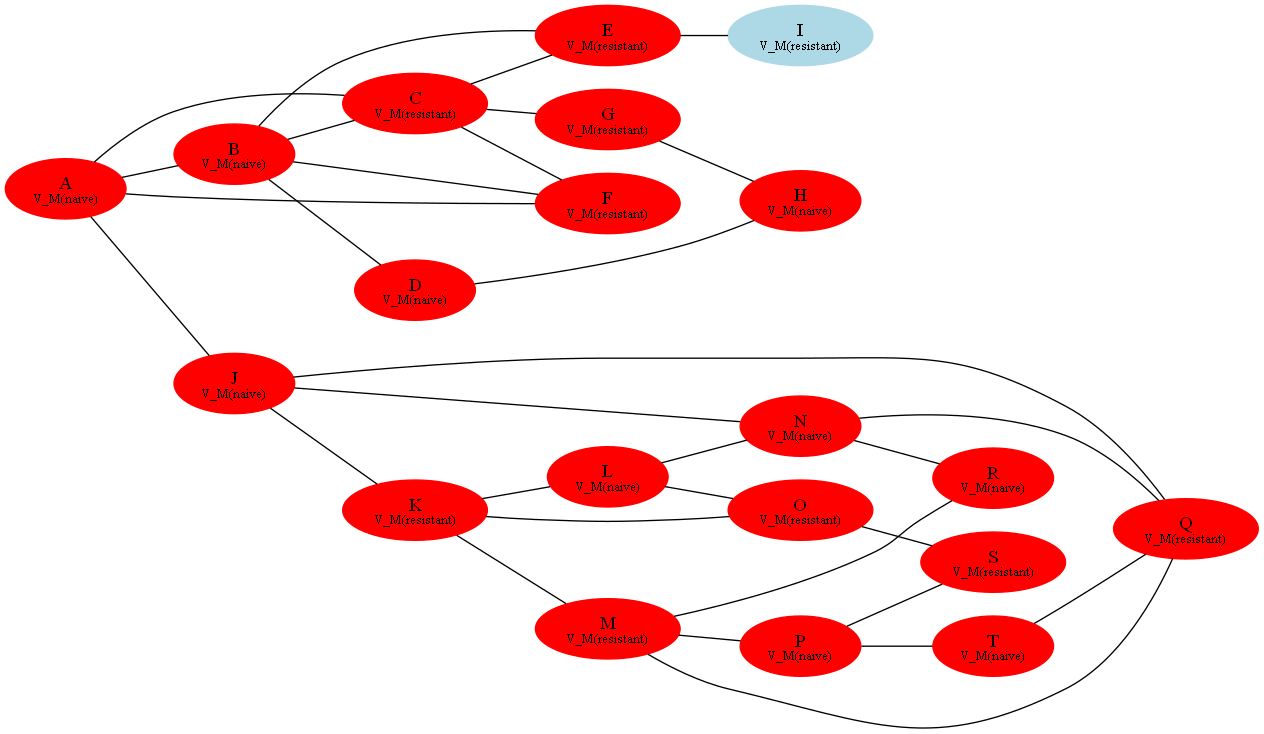 E
V_M(resistant)
I
V_M(resistant)
C
V_M(resistant)
G
V_M(resistant)
B
V_M(naive)
A
V_M(naive)
F
V_M(resistant)
H
V_M(naive)
D
V_M(naive)
J
V_M(naive)
N
V_M(naive)
L
V_M(naive)
R
V_M(naive)
K
V_M(resistant)
O
V_M(resistant)
Q
V_M(resistant)
S
V_M(resistant)
M
V_M(resistant)
P
V_M(naive)
T
V_M(naive)